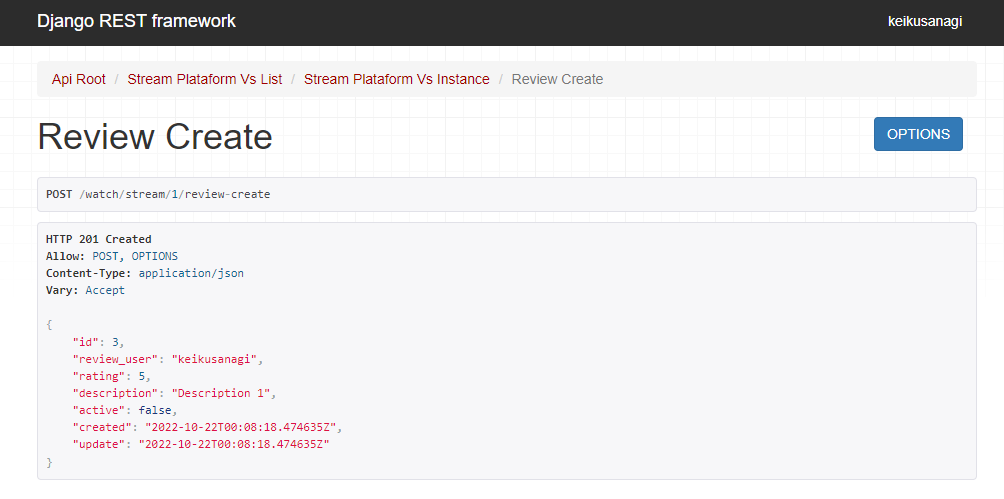 Django REST framework
keikusanagi
Api Root / Stream Plataform Vs List / Stream Plataform Vs Instance / Review Create
Review Create
OPTIONS
POST /watch/stream/1/review-create
HTTP 201 Created
Allow: POST, OPTIONS
Content-Type: application/json
Vary: Accept
{
    "id": 3,
    "review_user": "keikusanagi",
    "rating": 5,
    "description": "Description 1",
    "active": false,
    "created": "2022-10-22T00:08:18.474635Z",
    "update": "2022-10-22T00:08:18.474635Z"
}